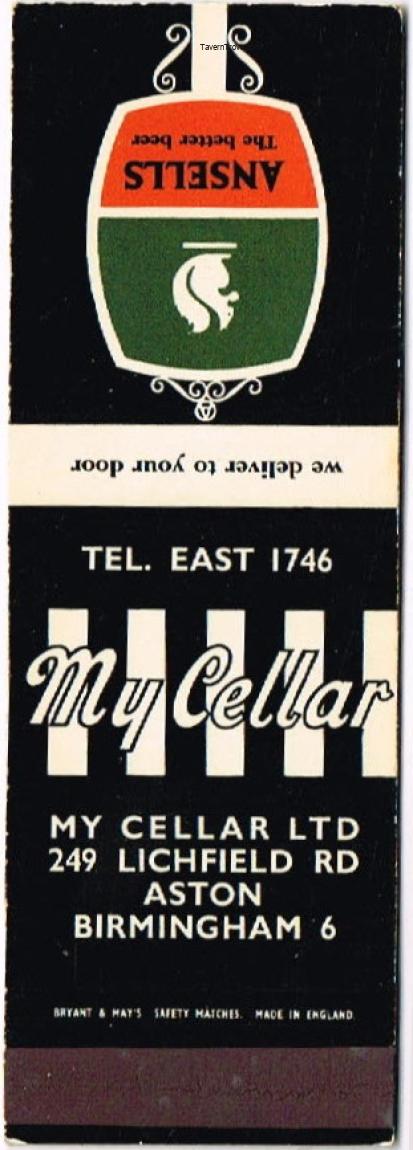 TavernTro
The better beer
ANSELLS
we deliver to your door
TEL. EAST 1746
My Cellar
MY CELLAR LTD
249 LICHFIELD RD
ASTON
BIRMINGHAM 6
BRYANT & MAY'S SAFETY MATCHES. MADE IN ENGLAND.